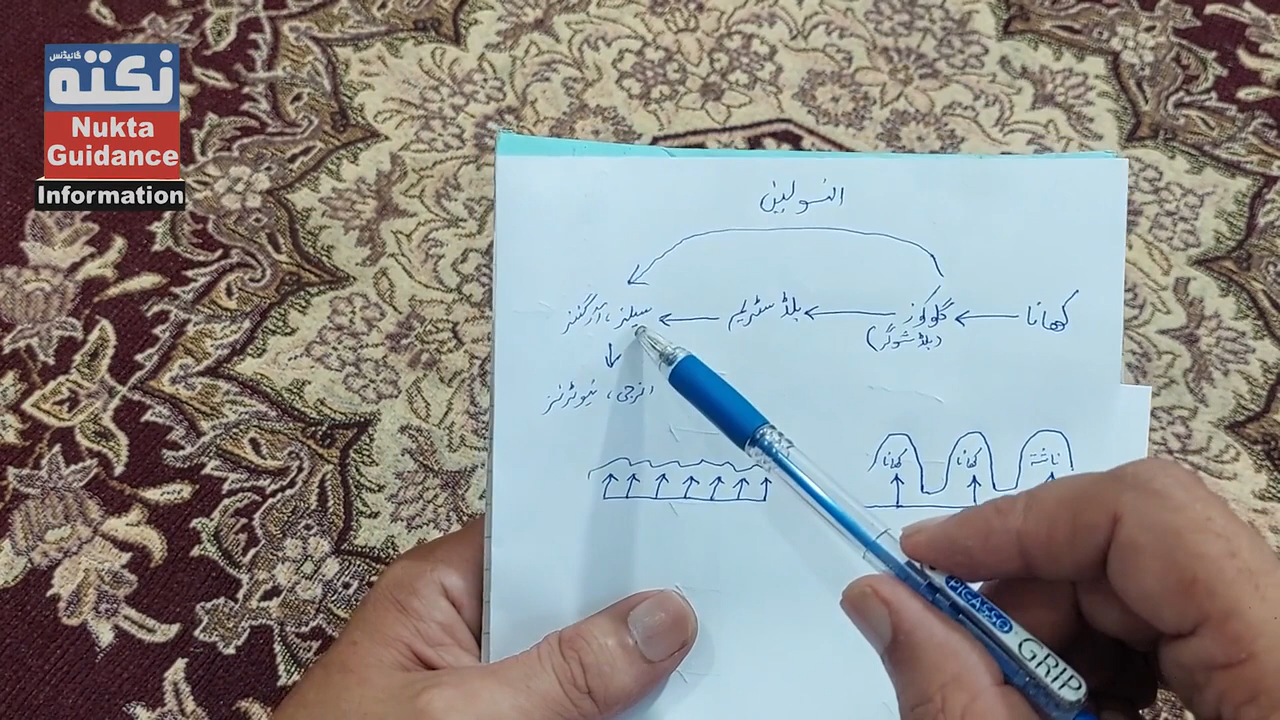 گائیڈنس
نکتہ
Nukta
Guidance
Information
انسولین
کھانا ← گلوکوز ← بلڈ سٹریم ← سیلز، آرگنز
(بلڈ شوگر)
انرجی، نیوٹرنز
ناشتہ کھانا کھانا
PICASSO
GRIP